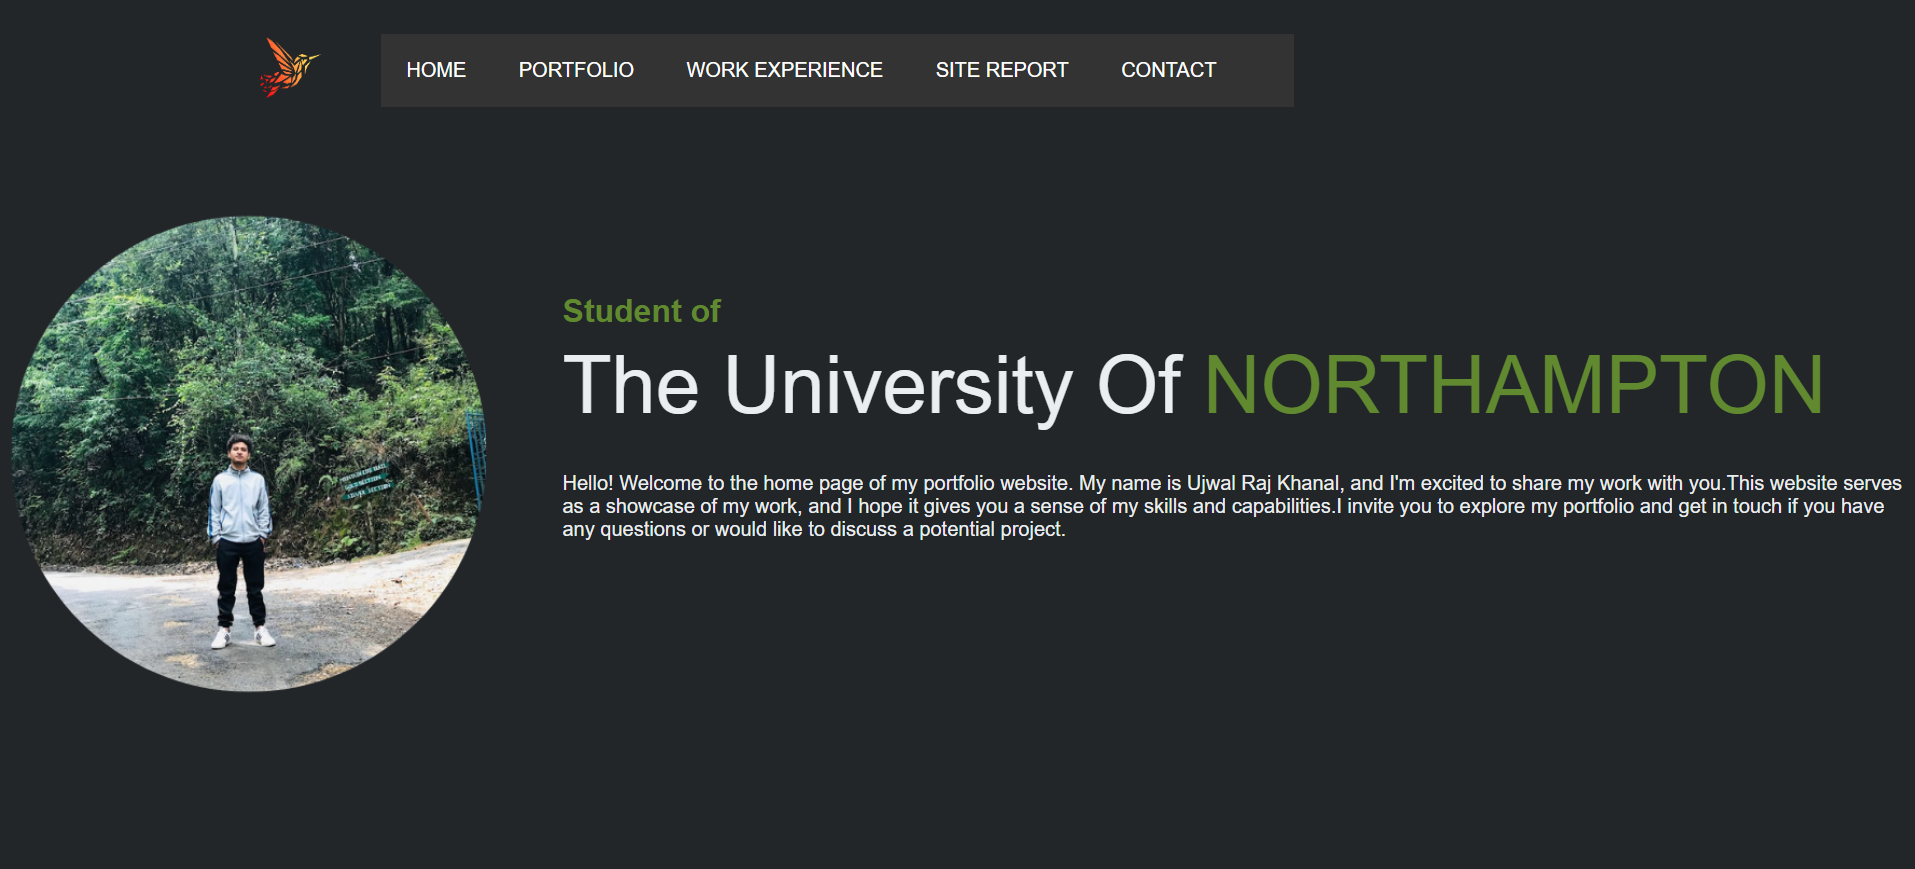 HOME PORTFOLIO WORK EXPERIENCE SITE REPORT CONTACT
Student of
The University Of NORTHAMPTON
Hello! Welcome to the home page of my portfolio website. My name is Ujwal Raj Khanal, and I'm excited to share my work with you.This website serves
as a showcase of my work, and I hope it gives you a sense of my skills and capabilities.I invite you to explore my portfolio and get in touch if you have
any questions or would like to discuss a potential project.